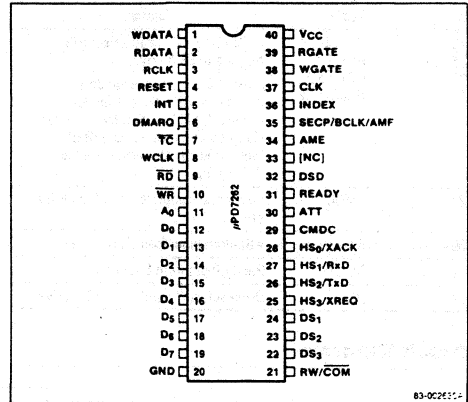 WDATA 1 40 VCC
RDATA 2 39 RGATE
RCLK 3 38 WGATE
RESET 4 37 CLK
INT 5 36 INDEX
DMARQ 6 35 SECP/BCLK/AMF
T̅C̅ 7 34 AME
WCLK 8 33 [NC]
R̅D̅ 9 32 DSD
W̅R̅ 10 31 READY
A0 11 30 ATT
D0 12 29 CMDC
D1 13 28 HS0/XACK
D2 14 27 HS1/RxD
D3 15 26 HS2/TxD
D4 16 25 HS3/XREQ
D5 17 24 DS1
D6 18 23 DS2
D7 19 22 DS3
GND 20 21 RW/C̅O̅M̅
μPD7262